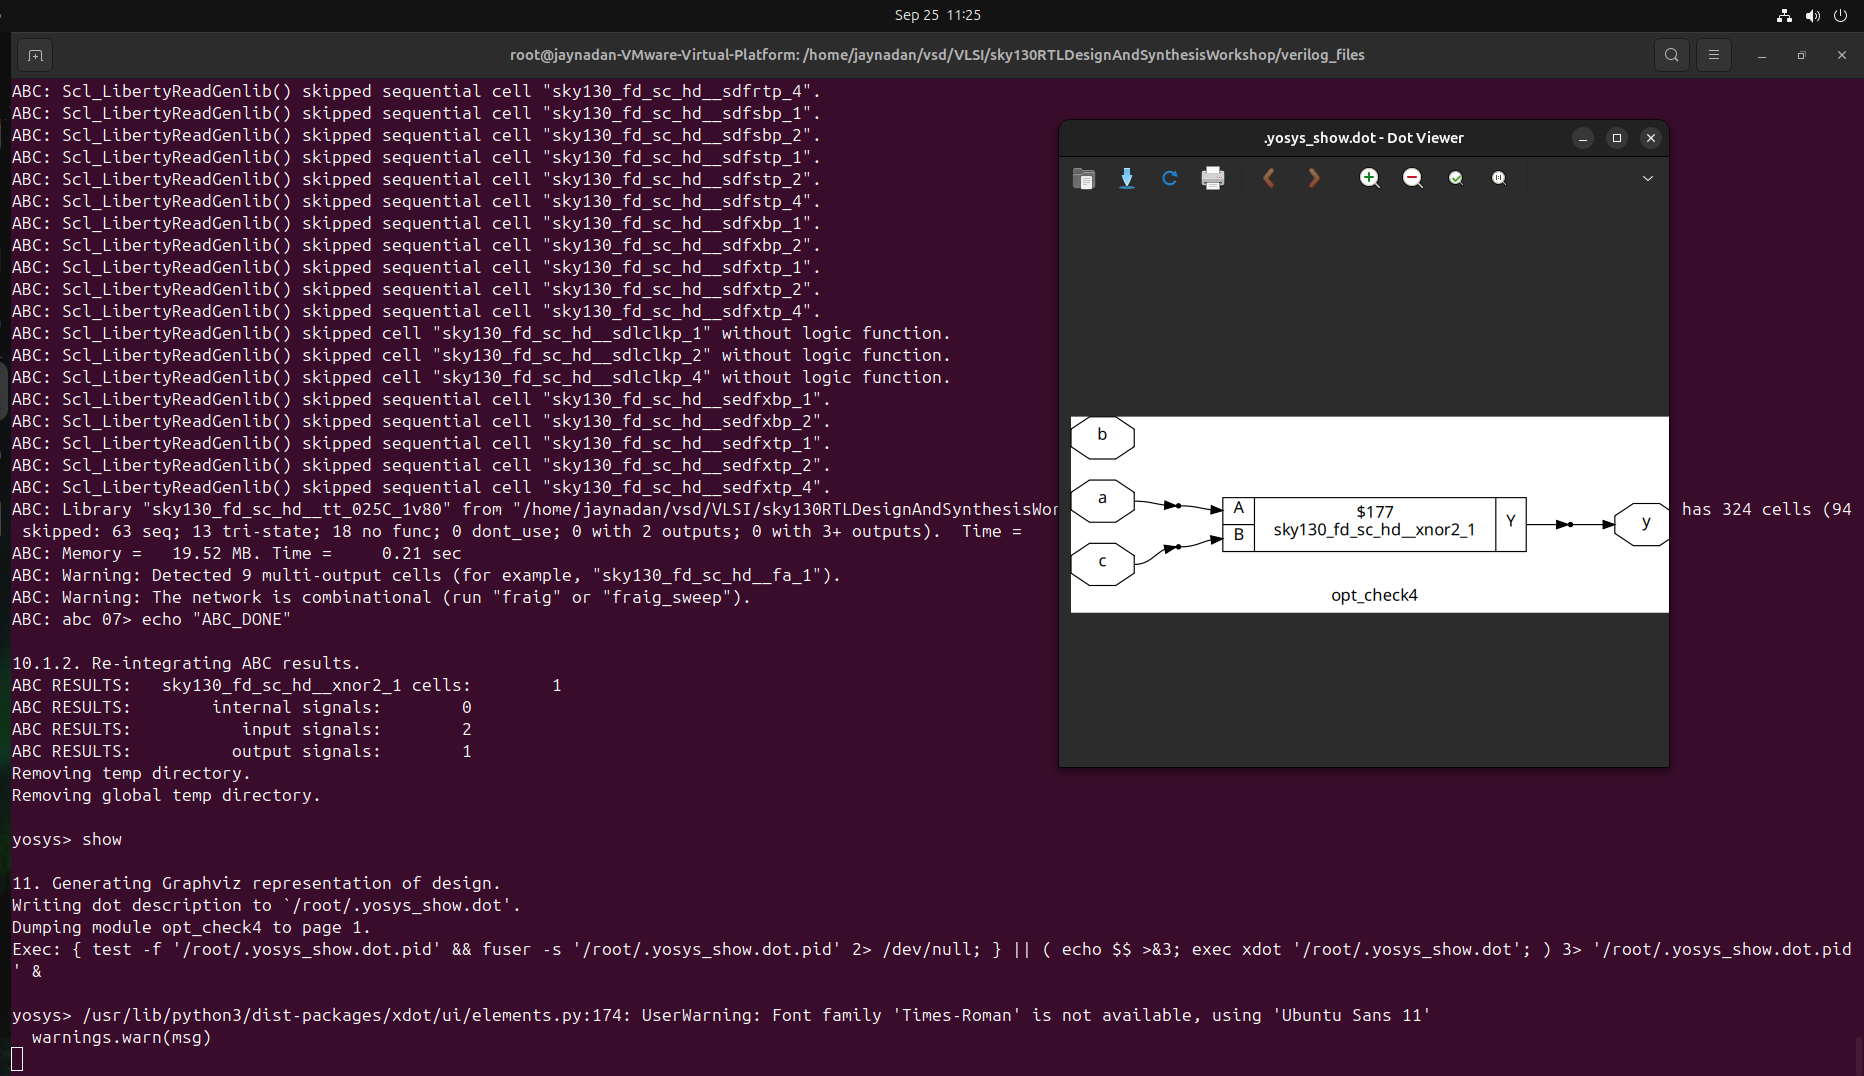 Sep 25 11:25
root@jaynadan-VMware-Virtual-Platform: /home/jaynadan/vsd/VLSI/sky130RTLDesignAndSynthesisWorkshop/verilog_files
ABC: Scl_LibertyReadGenlib() skipped sequential cell "sky130_fd_sc_hd__sdfrtp_4".
ABC: Scl_LibertyReadGenlib() skipped sequential cell "sky130_fd_sc_hd__sdfsbp_1".
ABC: Scl_LibertyReadGenlib() skipped sequential cell "sky130_fd_sc_hd__sdfsbp_2".
ABC: Scl_LibertyReadGenlib() skipped sequential cell "sky130_fd_sc_hd__sdfstp_1".
ABC: Scl_LibertyReadGenlib() skipped sequential cell "sky130_fd_sc_hd__sdfstp_2".
ABC: Scl_LibertyReadGenlib() skipped sequential cell "sky130_fd_sc_hd__sdfstp_4".
ABC: Scl_LibertyReadGenlib() skipped sequential cell "sky130_fd_sc_hd__sdfxbp_1".
ABC: Scl_LibertyReadGenlib() skipped sequential cell "sky130_fd_sc_hd__sdfxbp_2".
ABC: Scl_LibertyReadGenlib() skipped sequential cell "sky130_fd_sc_hd__sdfxtp_1".
ABC: Scl_LibertyReadGenlib() skipped sequential cell "sky130_fd_sc_hd__sdfxtp_2".
ABC: Scl_LibertyReadGenlib() skipped sequential cell "sky130_fd_sc_hd__sdfxtp_4".
ABC: Scl_LibertyReadGenlib() skipped cell "sky130_fd_sc_hd__sdlclkp_1" without logic function.
ABC: Scl_LibertyReadGenlib() skipped cell "sky130_fd_sc_hd__sdlclkp_2" without logic function.
ABC: Scl_LibertyReadGenlib() skipped cell "sky130_fd_sc_hd__sdlclkp_4" without logic function.
ABC: Scl_LibertyReadGenlib() skipped sequential cell "sky130_fd_sc_hd__sedfxbp_1".
ABC: Scl_LibertyReadGenlib() skipped sequential cell "sky130_fd_sc_hd__sedfxbp_2".
ABC: Scl_LibertyReadGenlib() skipped sequential cell "sky130_fd_sc_hd__sedfxtp_1".
ABC: Scl_LibertyReadGenlib() skipped sequential cell "sky130_fd_sc_hd__sedfxtp_2".
ABC: Scl_LibertyReadGenlib() skipped sequential cell "sky130_fd_sc_hd__sedfxtp_4".
ABC: Library "sky130_fd_sc_hd__tt_025C_1v80" from "/home/jaynadan/vsd/VLSI/sky130RTLDesignAndSynthesisWor has 324 cells (94
skipped: 63 seq; 13 tri-state; 18 no func; 0 dont_use; 0 with 2 outputs; 0 with 3+ outputs).  Time =
ABC: Memory =   19.52 MB. Time =     0.21 sec
ABC: Warning: Detected 9 multi-output cells (for example, "sky130_fd_sc_hd__fa_1").
ABC: Warning: The network is combinational (run "fraig" or "fraig_sweep").
ABC: abc 07> echo "ABC_DONE"
10.1.2. Re-integrating ABC results.
ABC RESULTS:   sky130_fd_sc_hd__xnor2_1 cells:        1
ABC RESULTS:        internal signals:        0
ABC RESULTS:           input signals:        2
ABC RESULTS:          output signals:        1
Removing temp directory.
Removing global temp directory.
yosys> show
11. Generating Graphviz representation of design.
Writing dot description to `/root/.yosys_show.dot'.
Dumping module opt_check4 to page 1.
Exec: { test -f '/root/.yosys_show.dot.pid' && fuser -s '/root/.yosys_show.dot.pid' 2> /dev/null; } || ( echo $$ >&3; exec xdot '/root/.yosys_show.dot'; ) 3> '/root/.yosys_show.dot.pid
' &
yosys> /usr/lib/python3/dist-packages/xdot/ui/elements.py:174: UserWarning: Font family 'Times-Roman' is not available, using 'Ubuntu Sans 11'
warnings.warn(msg)
.yosys_show.dot - Dot Viewer
b
a
c
A
B
$177
sky130_fd_sc_hd__xnor2_1
Y
y
opt_check4